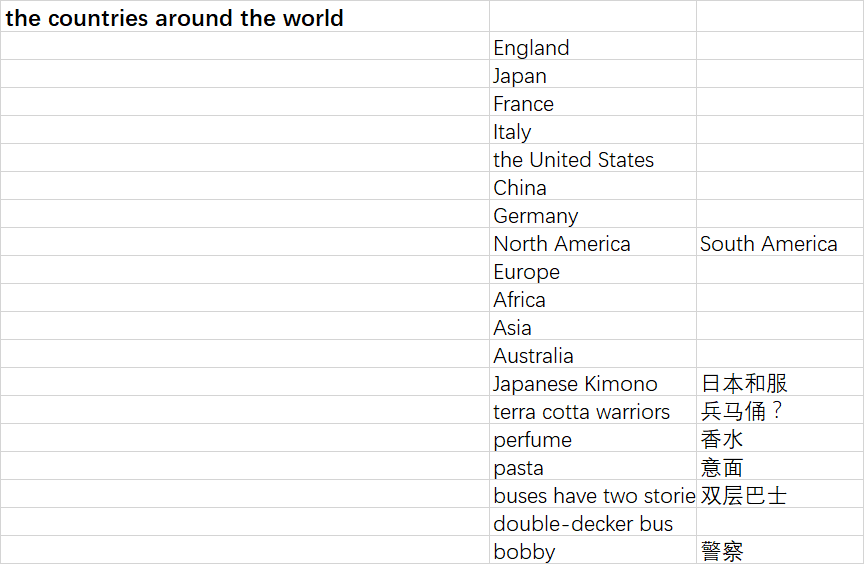 the countries around the world
England
Japan
France
Italy
the United States
China
Germany
North America South America
Europe
Africa
Asia
Australia
Japanese Kimono 日本和服
terra cotta warriors 兵马俑？
perfume 香水
pasta 意面
buses have two storie 双层巴士
double-decker bus
bobby 警察